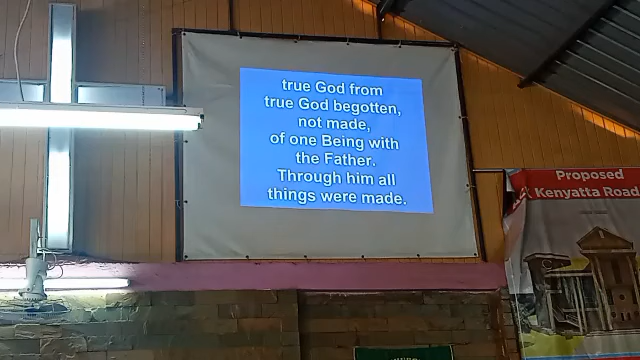 true God from
true God begotten,
not made,
of one Being with
the Father.
Through him all
things were made.
Proposed
Kenyatta Road